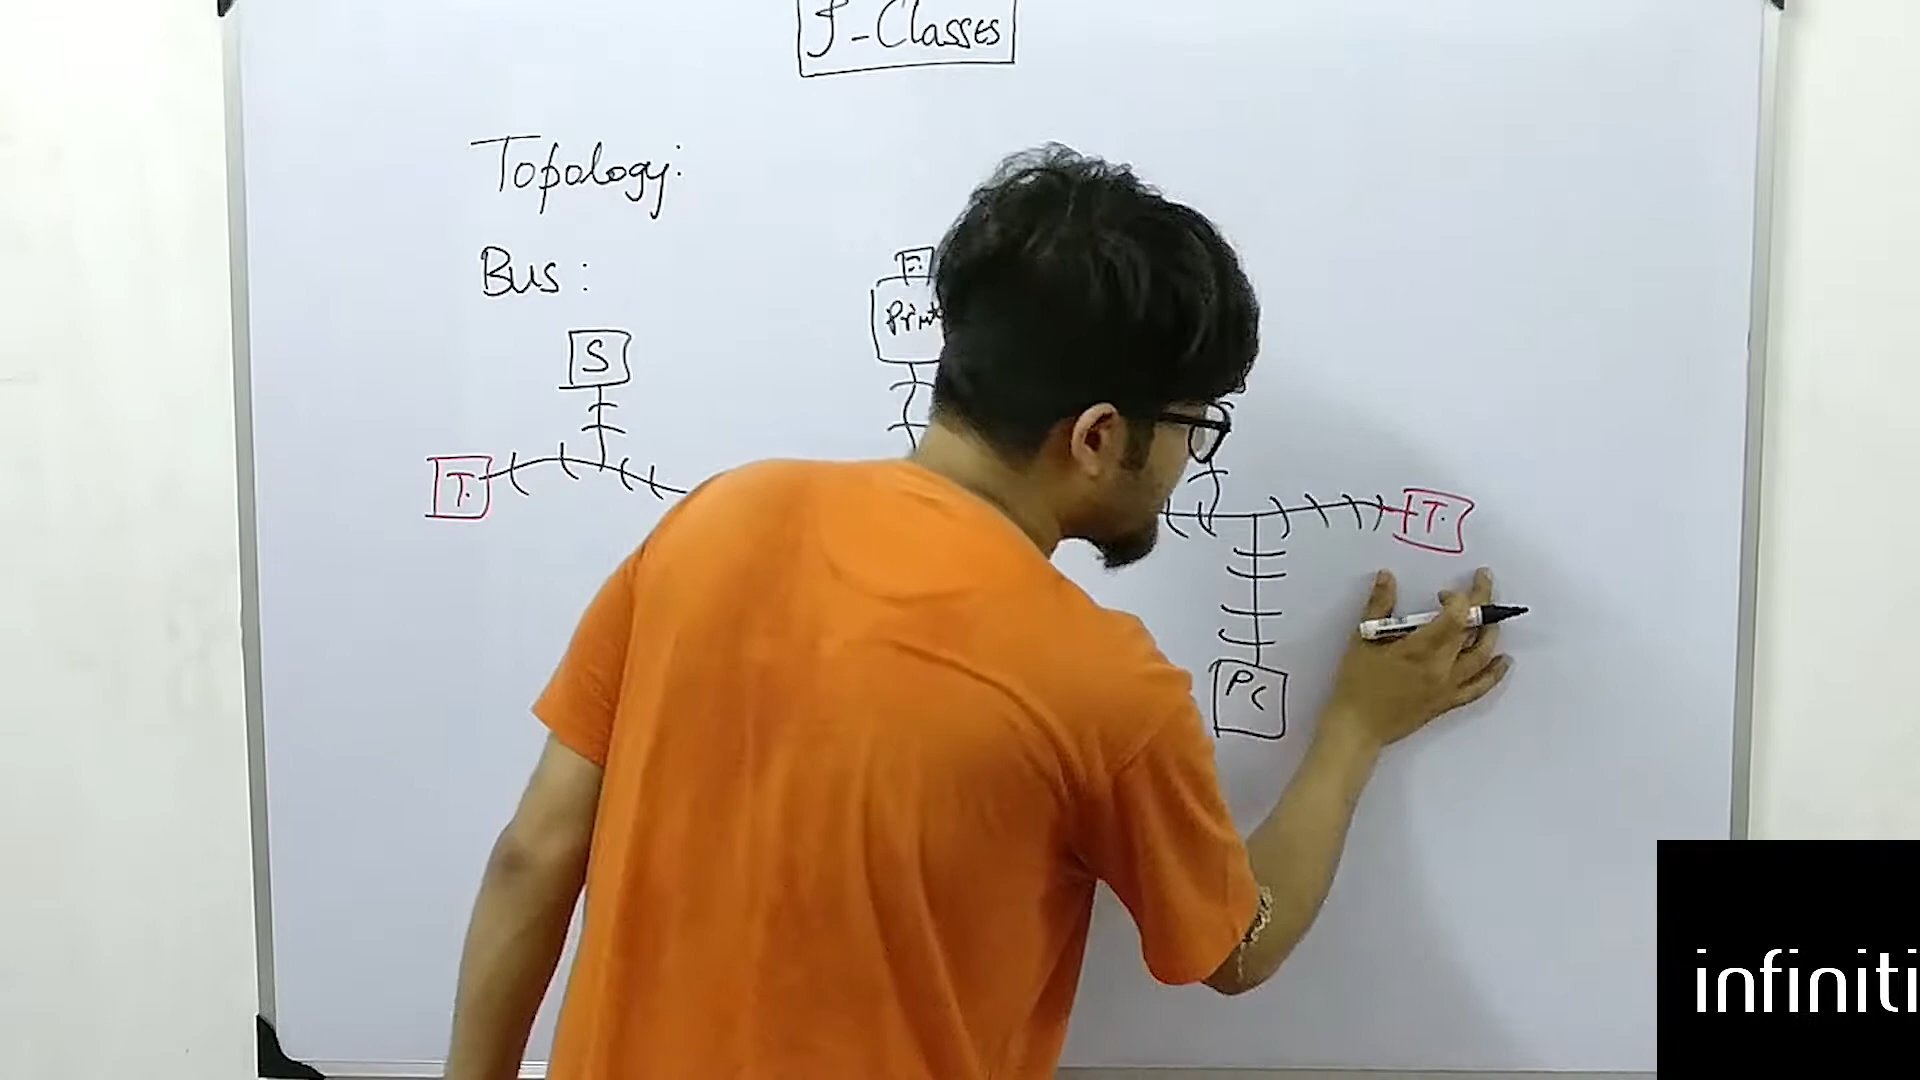 J-Classes
Topology:
Bus :
S
T.
T.
PC
infiniti